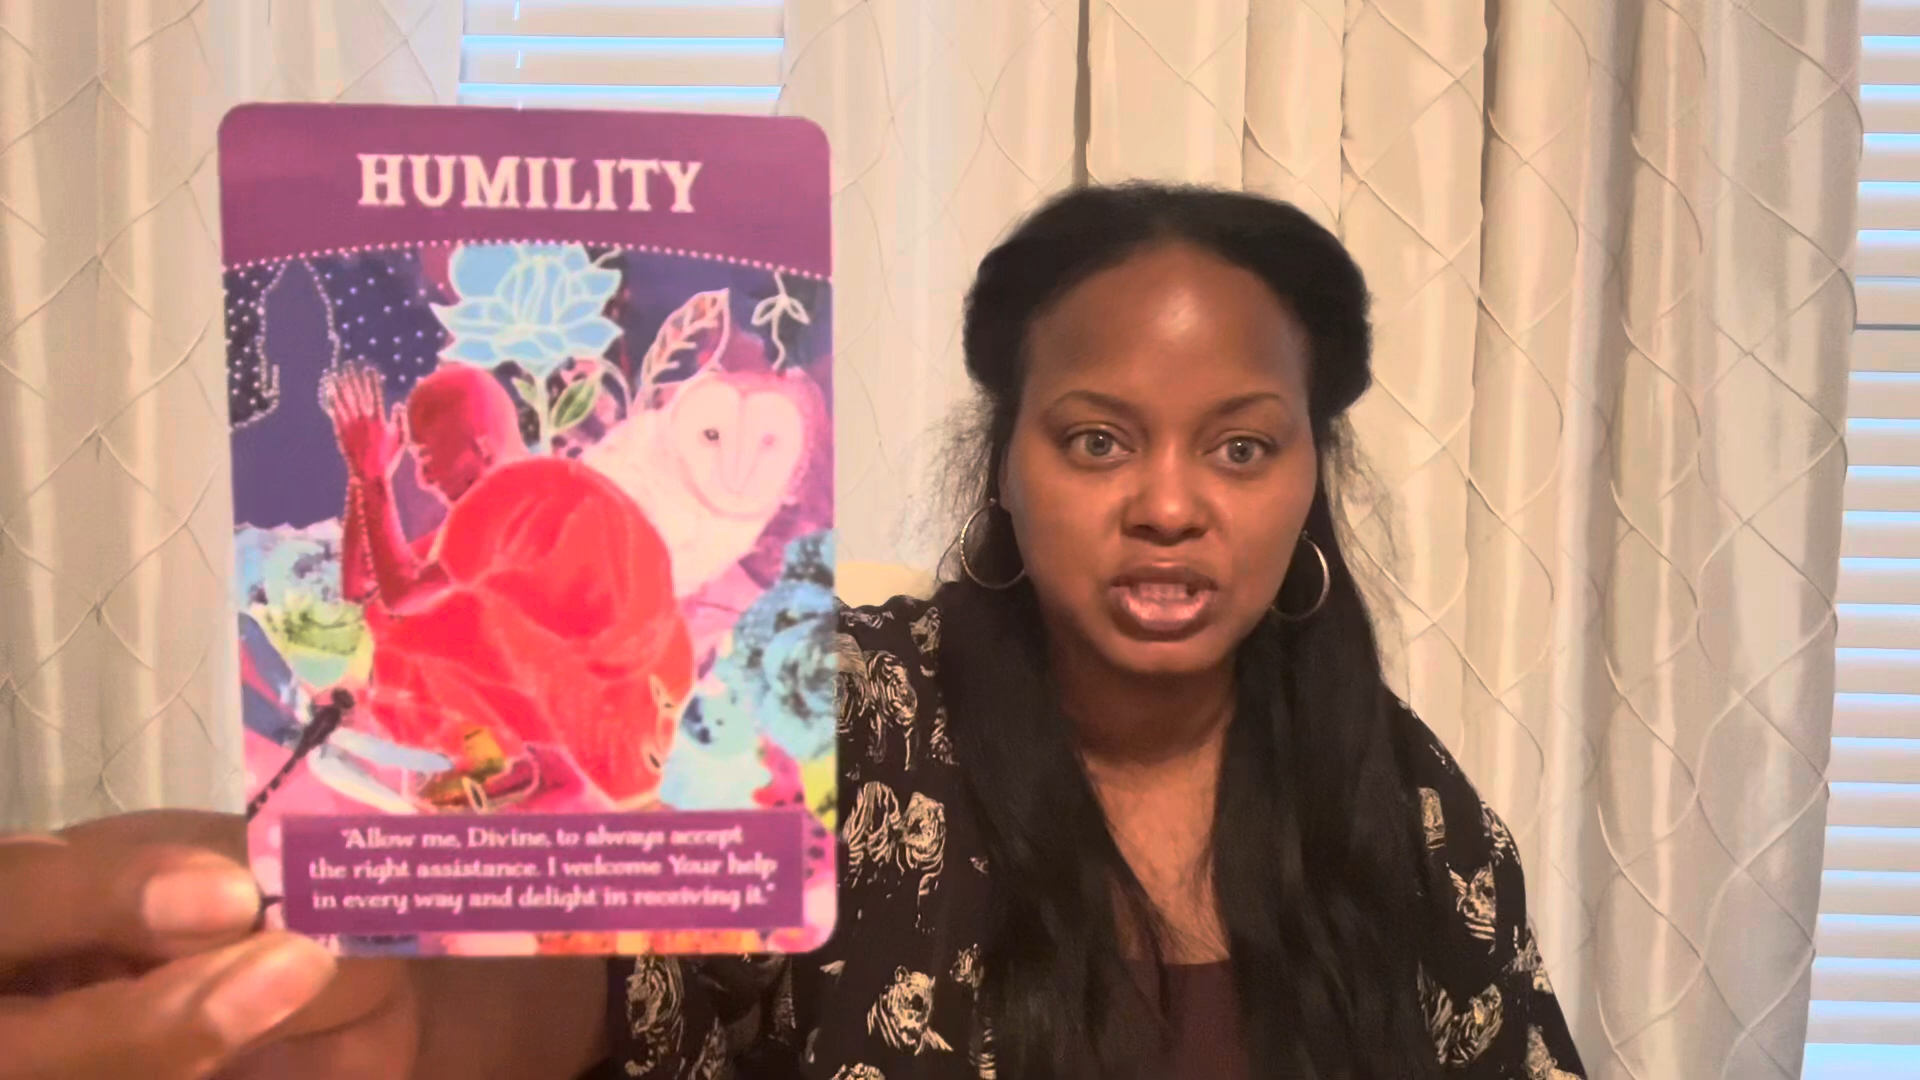 HUMILITY
"Allow me, Divine, to always accept
the right assistance. I welcome Your help
in every way and delight in receiving it."